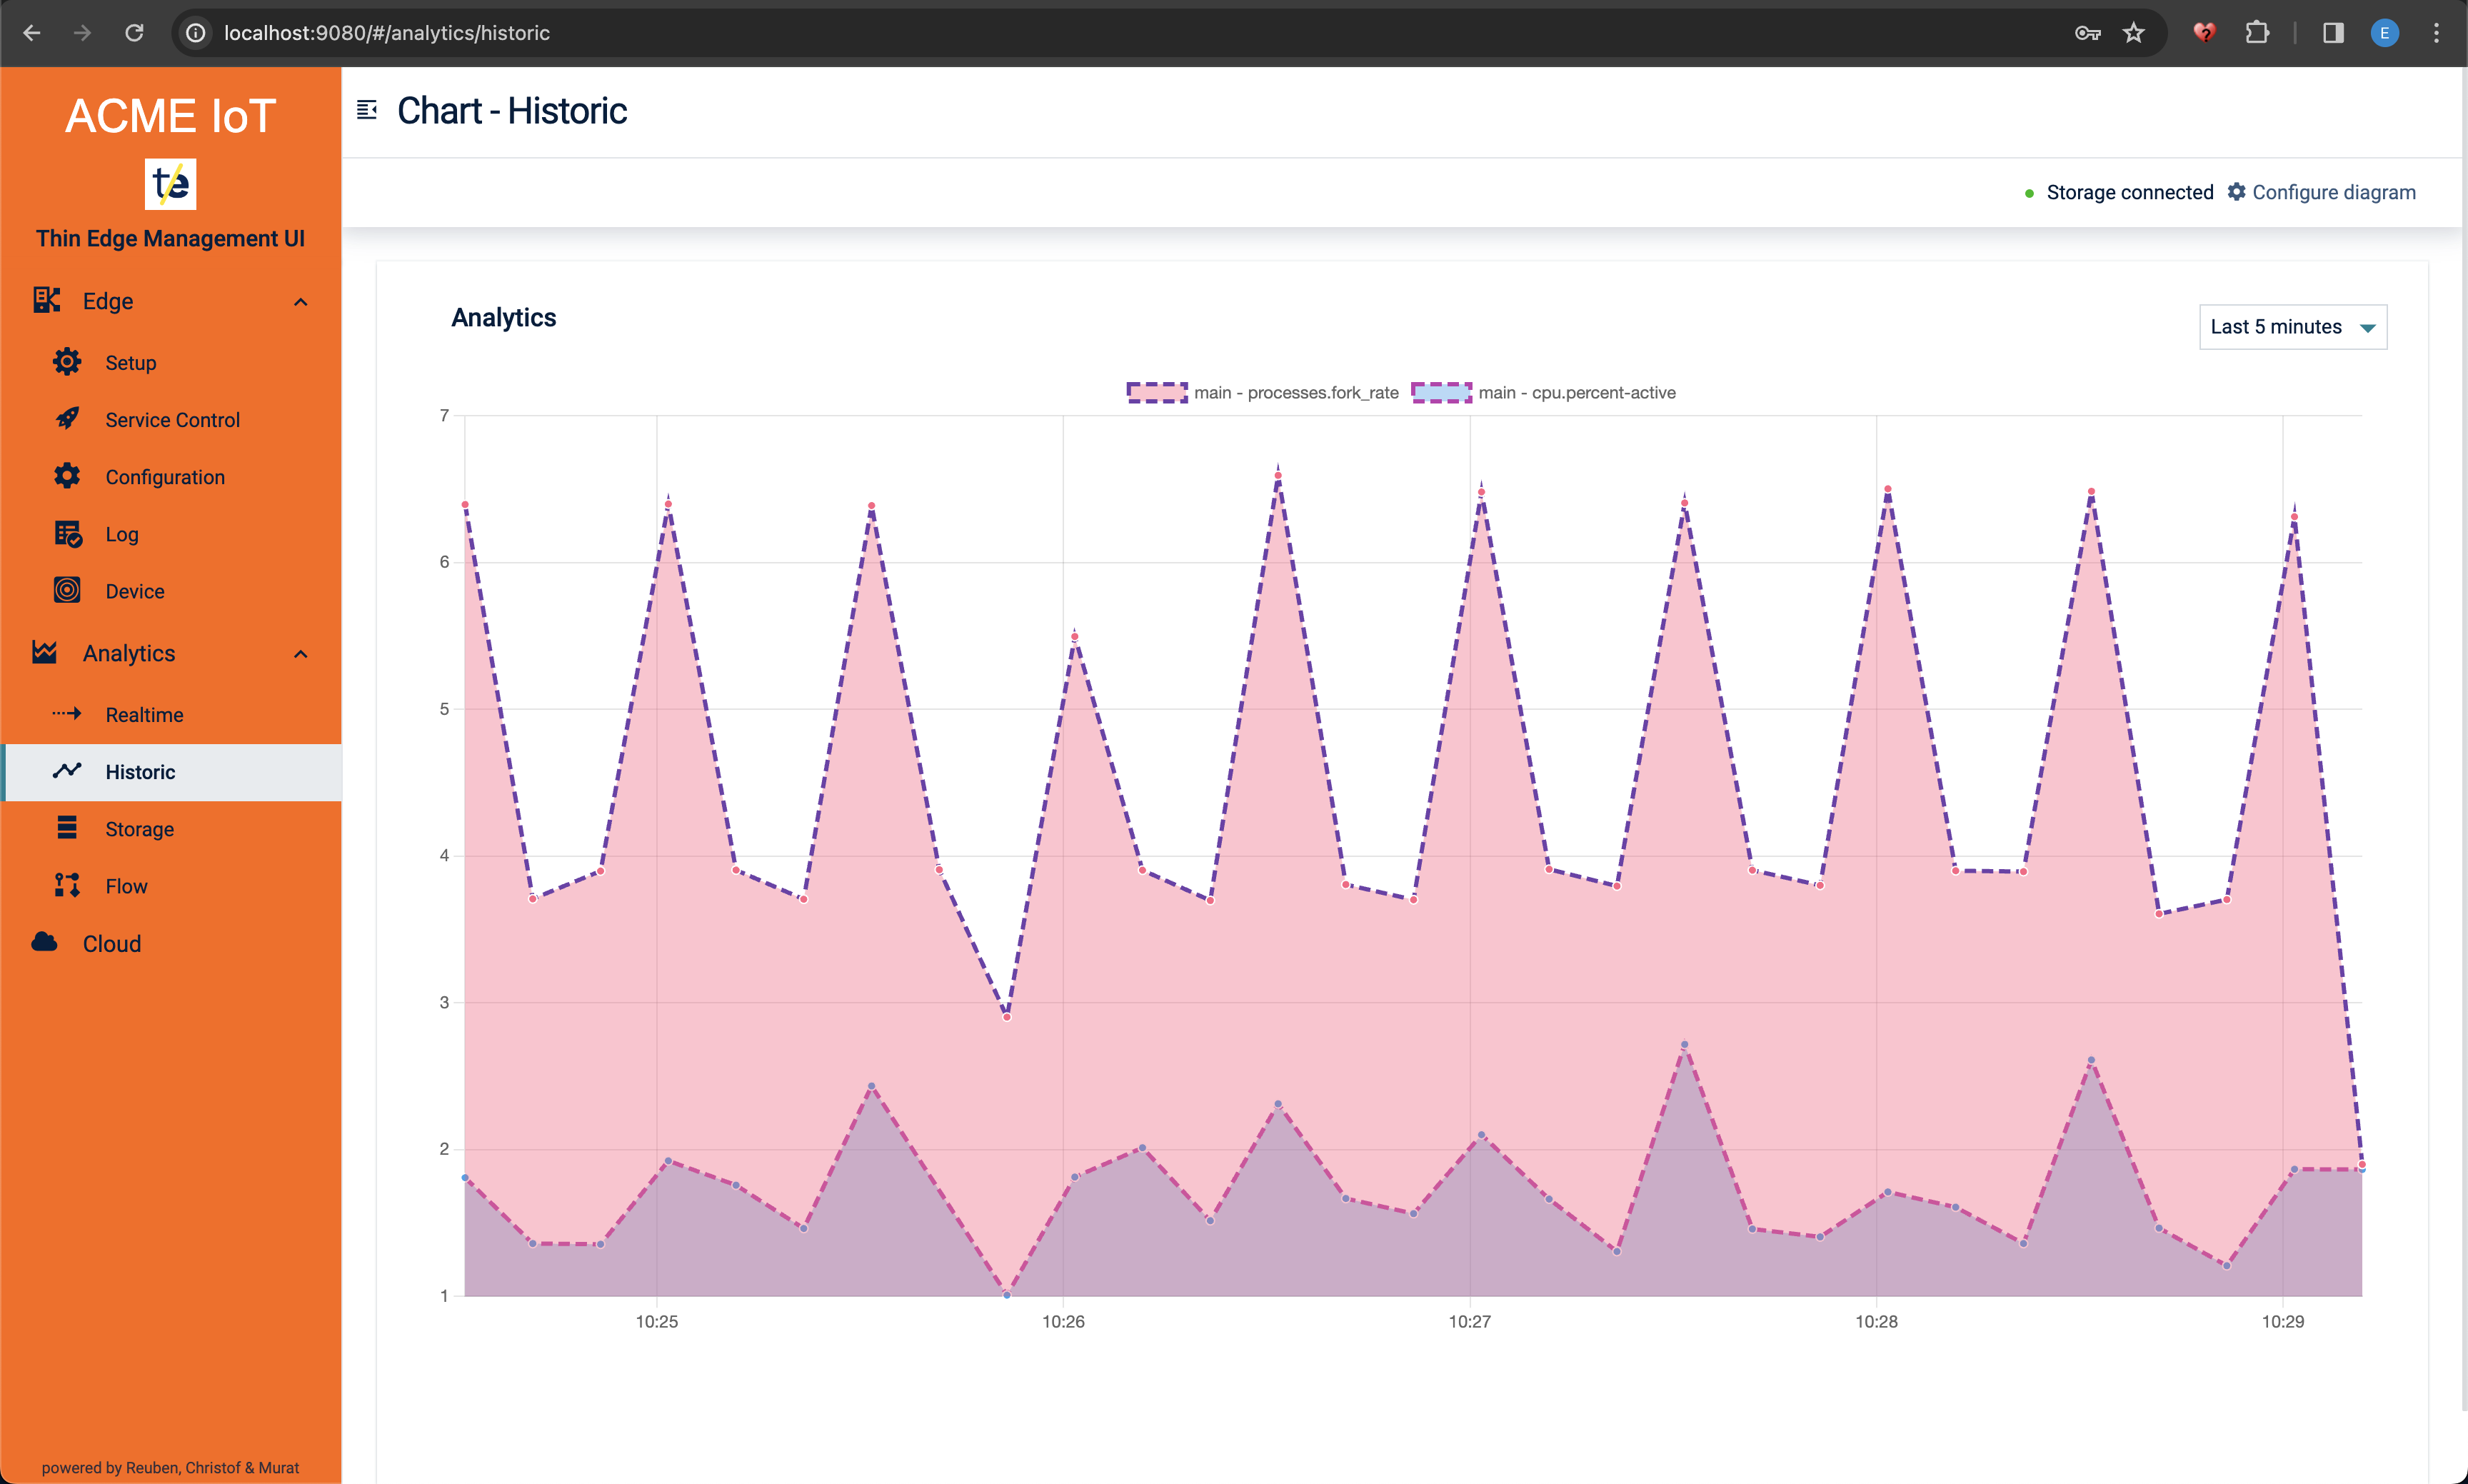 localhost:9080/#/analytics/historic
E
ACME IoT
te
Thin Edge Management UI
Edge
Setup
Service Control
Configuration
Log
Device
Analytics
Realtime
Historic
Storage
Flow
Cloud
powered by Reuben, Christof & Murat
Chart - Historic
Storage connected
Configure diagram
Analytics
Last 5 minutes
main - processes.fork_rate
main - cpu.percent-active
7
6
5
4
3
2
1
10:25
10:26
10:27
10:28
10:29